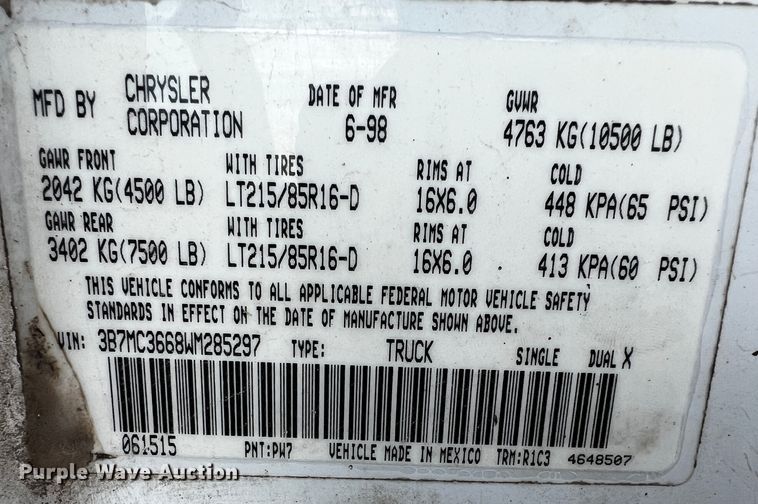 MFD BY CHRYSLER CORPORATION DATE OF MFR 6-98 GVWR 4763 KG(10500 LB)
GAWR FRONT WITH TIRES RIMS AT COLD
2042 KG(4500 LB) LT215/85R16-D 16X6.0 448 KPA(65 PSI)
GAWR REAR WITH TIRES RIMS AT COLD
3402 KG(7500 LB) LT215/85R16-D 16X6.0 413 KPA(60 PSI)
THIS VEHICLE CONFORMS TO ALL APPLICABLE FEDERAL MOTOR VEHICLE SAFETY
STANDARDS IN EFFECT ON THE DATE OF MANUFACTURE SHOWN ABOVE.
VIN: 3B7MC3668WM285297 TYPE: TRUCK SINGLE DUAL X
061515 PNT:PW7 VEHICLE MADE IN MEXICO TRM:R1C3 4648507
Purple Wave Auction